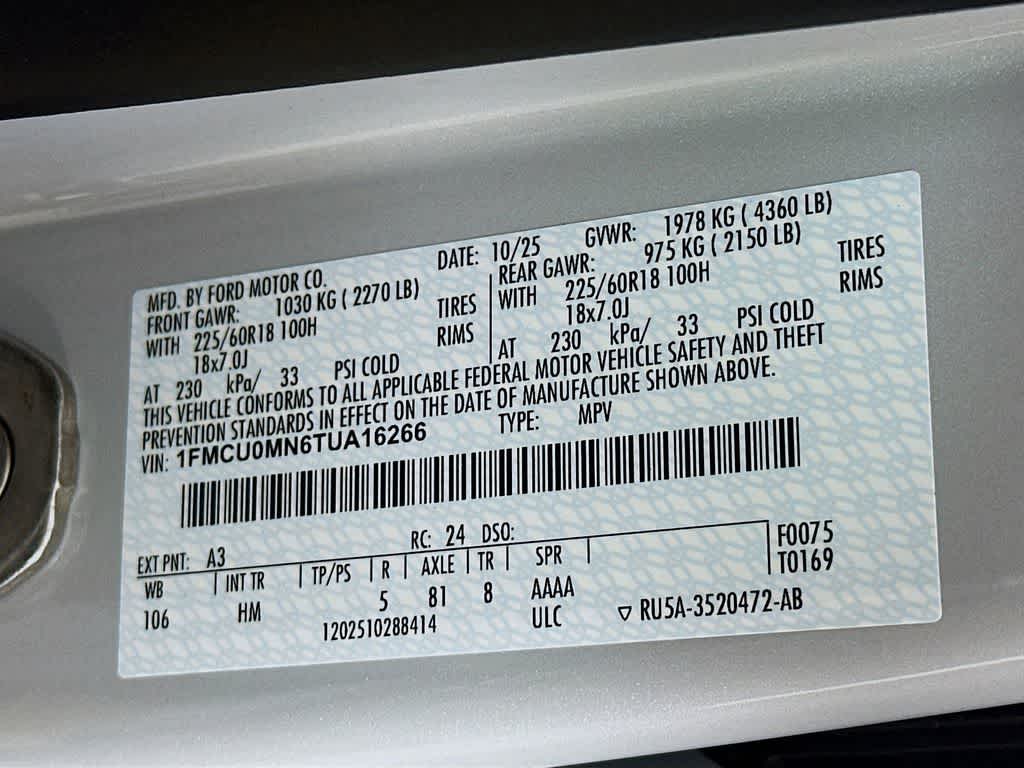 MFD. BY FORD MOTOR CO. DATE: 10/25 GVWR: 1978 KG ( 4360 LB)
FRONT GAWR: 1030 KG ( 2270 LB) REAR GAWR: 975 KG ( 2150 LB)
WITH 225/60R18 100H TIRES WITH 225/60R18 100H TIRES
18x7.0J RIMS 18x7.0J RIMS
AT 230 kPa/ 33 PSI COLD AT 230 kPa/ 33 PSI COLD
THIS VEHICLE CONFORMS TO ALL APPLICABLE FEDERAL MOTOR VEHICLE SAFETY AND THEFT
PREVENTION STANDARDS IN EFFECT ON THE DATE OF MANUFACTURE SHOWN ABOVE.
VIN: 1FMCU0MN6TUA16266 TYPE: MPV
EXT PNT: A3 RC: 24 DSO: F0075
WB INT TR TP/PS R AXLE TR SPR T0169
106 HM 5 81 8 AAAA
1202510288414 ULC ▽ RU5A-3520472-AB